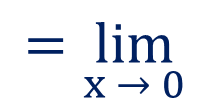 = lim
x → 0